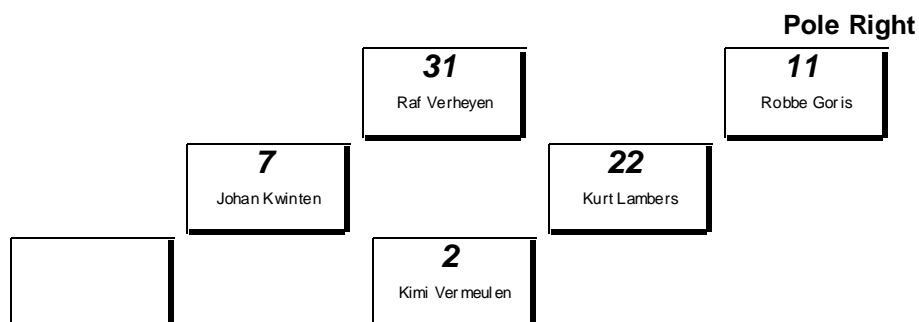 Pole Right
31
Raf Verheyen
11
Robbe Goris
7
Johan Kwinten
22
Kurt Lambers
2
Kimi Vermeulen